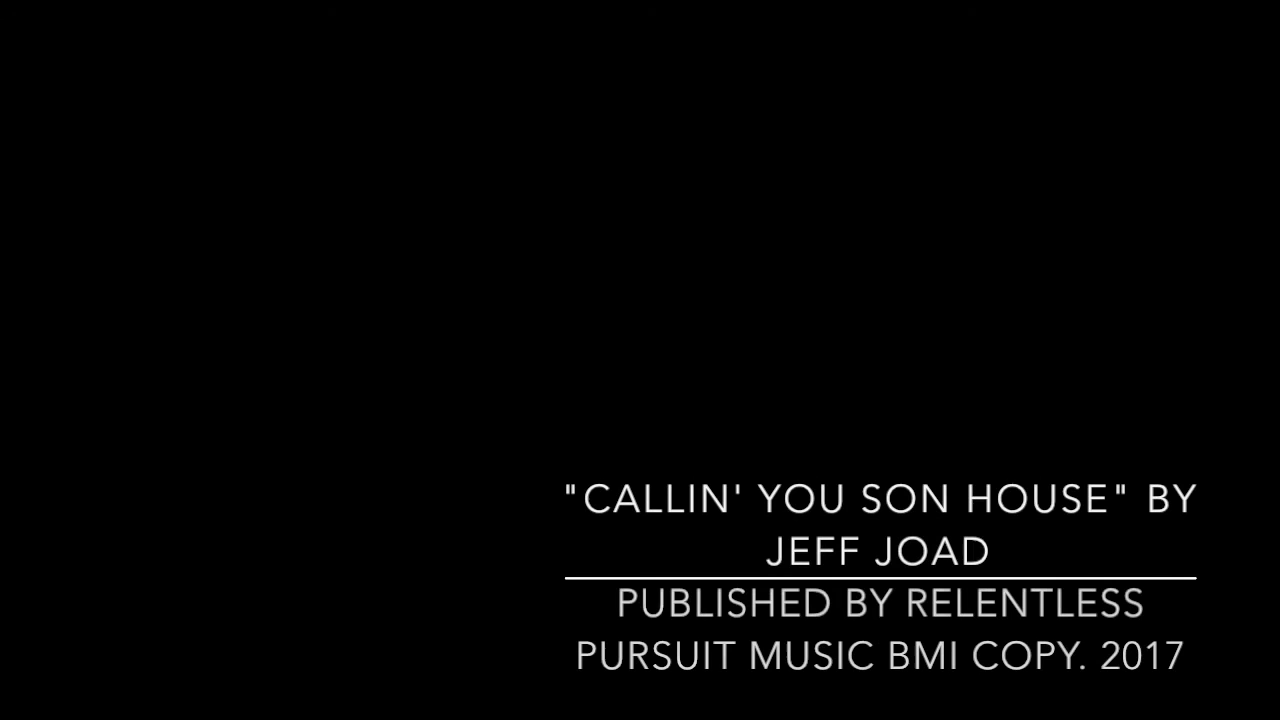 "CALLIN' YOU SON HOUSE" BY
JEFF JOAD
PUBLISHED BY RELENTLESS
PURSUIT MUSIC BMI COPY. 2017